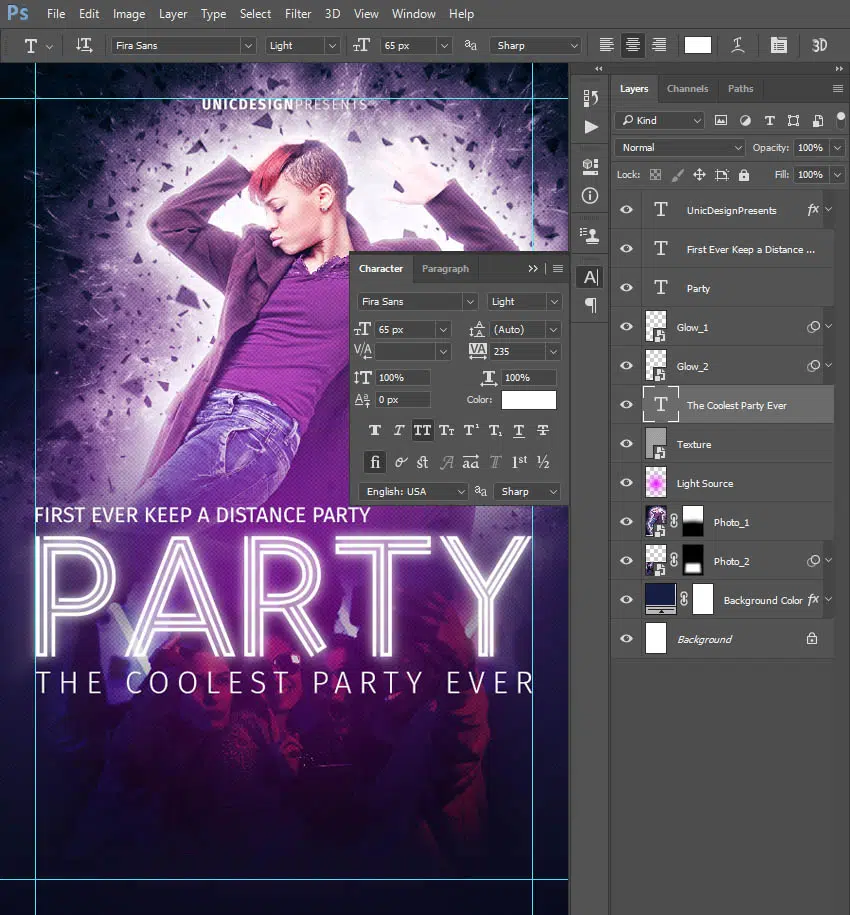 Ps File Edit Image Layer Type Select Filter 3D View Window Help
T Fira Sans Light 65 px Sharp 3D
UNICDESIGNPRESENTS
FIRST EVER KEEP A DISTANCE PARTY
PARTY
THE COOLEST PARTY EVER
Character Paragraph
Fira Sans Light
65 px (Auto)
V/A VA 235
100% 100%
0 px Color:
T T TT Tt T¹ T₁ T T
fi st A aa T 1st ½
English: USA aa Sharp
A
Layers Channels Paths
Kind
Normal Opacity: 100%
Lock: Fill: 100%
T UnicDesignPresents fx
T First Ever Keep a Distance ...
T Party
Glow_1
Glow_2
T The Coolest Party Ever
Texture
Light Source
Photo_1
Photo_2
Background Color fx
Background